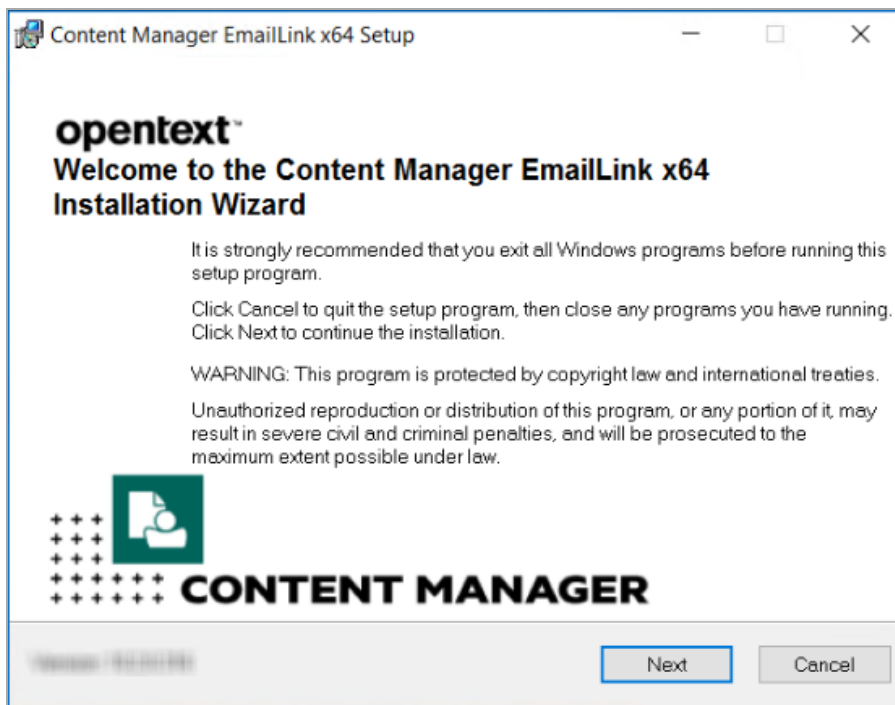 Content Manager EmailLink x64 Setup
opentext™
Welcome to the Content Manager EmailLink x64
Installation Wizard
It is strongly recommended that you exit all Windows programs before running this
setup program.
Click Cancel to quit the setup program, then close any programs you have running.
Click Next to continue the installation.
WARNING: This program is protected by copyright law and international treaties.
Unauthorized reproduction or distribution of this program, or any portion of it, may
result in severe civil and criminal penalties, and will be prosecuted to the
maximum extent possible under law.
CONTENT MANAGER
Next
Cancel